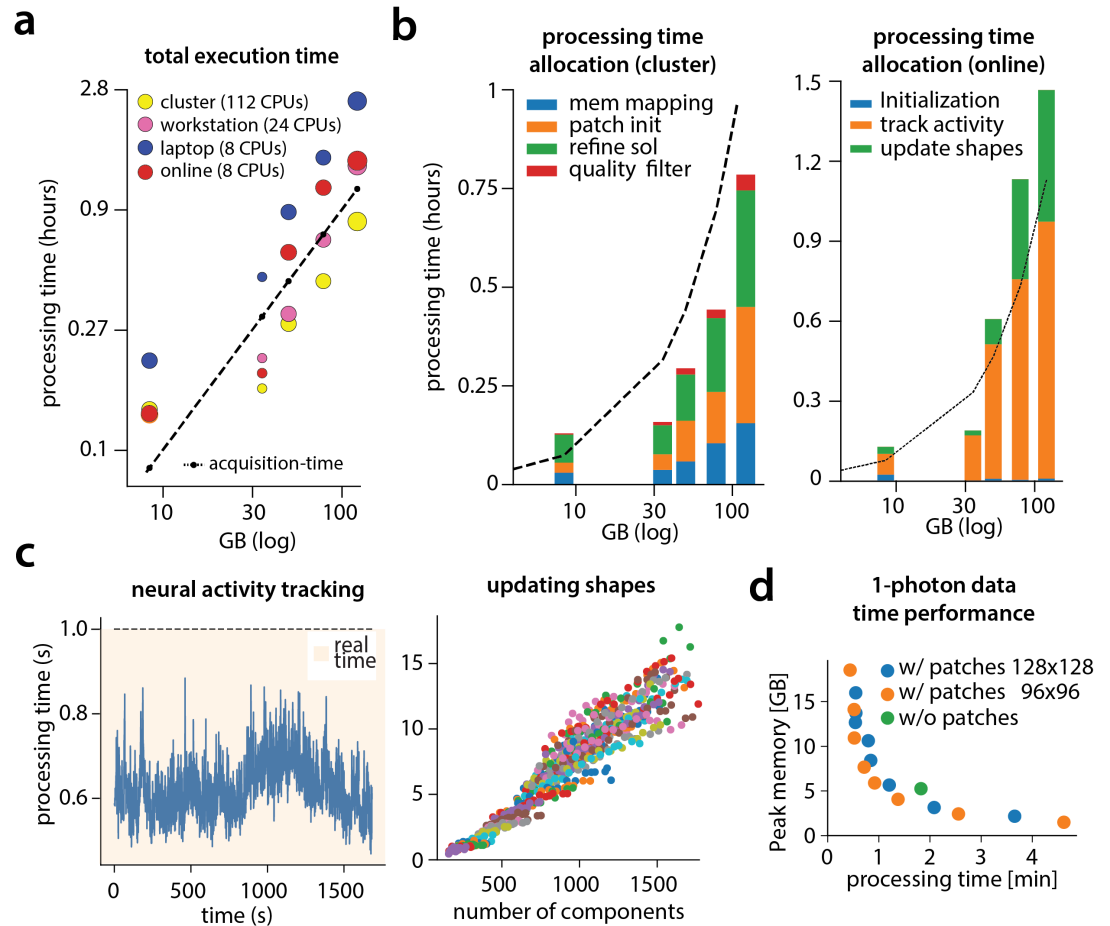 a
total execution time
2.8
0.9
0.27
0.1
processing time (hours)
cluster (112 CPUs)
workstation (24 CPUs)
laptop (8 CPUs)
online (8 CPUs)
acquisition-time
10
30
100
GB (log)
b
processing time
allocation (cluster)
1
0.75
0.5
0.25
0
processing time (hours)
mem mapping
patch init
refine sol
quality filter
10
30
100
GB (log)
processing time
allocation (online)
1.5
1.2
0.9
0.6
0.3
0
Initialization
track activity
update shapes
10
30
100
GB (log)
c
neural activity tracking
1.0
0.8
0.6
processing time (s)
real
time
0
500
1000
1500
time (s)
updating shapes
15
10
5
0
500
1000
1500
number of components
d
1-photon data
time performance
15
10
5
0
Peak memory [GB]
w/ patches 128x128
w/ patches 96x96
w/o patches
0
1
2
3
4
processing time [min]